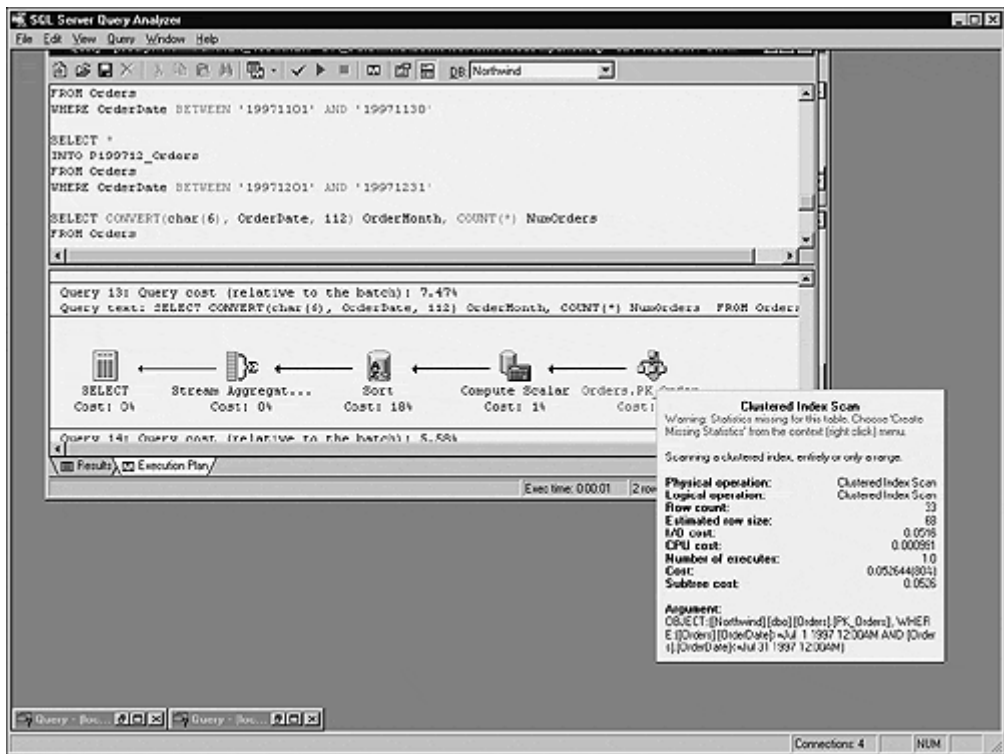 SQL Server Query Analyzer
File Edit View Query Window Help
DB: Northwind
FROM Orders
WHERE OrderDate BETWEEN '19971101' AND '19971130'
SELECT *
INTO P199712_Orders
FROM Orders
WHERE OrderDate BETWEEN '19971201' AND '19971231'
SELECT CONVERT(char(6), OrderDate, 112) OrderMonth, COUNT(*) NumOrders
FROM Orders
Query 13: Query cost (relative to the batch): 7.47%
Query text: SELECT CONVERT(char(6), OrderDate, 112) OrderMonth, COUNT(*) NumOrders FROM Orders
SELECT
Cost: 0%
Stream Aggregat...
Cost: 0%
Sort
Cost: 18%
Compute Scalar
Cost: 1%
Orders.PK_Order
Cost:
Query 14: Query cost (relative to the batch): 5.58%
Results Execution Plan
Exec time: 0:00:01 2 row
Clustered Index Scan
Warning: Statistics missing for this table. Choose 'Create
Missing Statistics' from the context (right click) menu.
Scanning a clustered index, entirely or only a range.
Physical operation: Clustered Index Scan
Logical operation: Clustered Index Scan
Row count: 33
Estimated row size: 68
I/O cost: 0.0516
CPU cost: 0.000991
Number of executes: 1.0
Cost: 0.052644(80%)
Subtree cost: 0.0526
Argument:
OBJECT:([Northwind].[dbo].[Orders].[PK_Orders]), WHER
E:([Orders].[OrderDate]>=Jul 1 1997 12:00AM AND [Order
s].[OrderDate]<=Jul 31 1997 12:00AM)
Query - (loc... Query - (loc...
Connections: 4 NUM